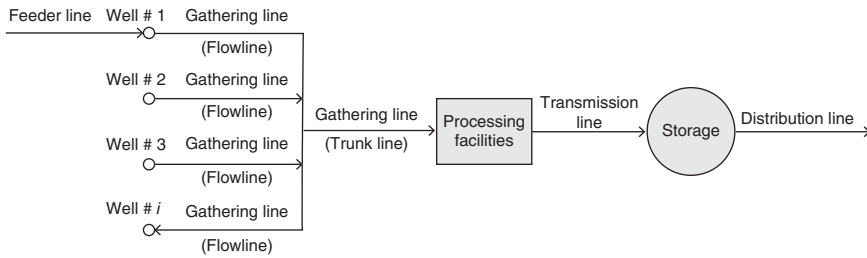 Feeder line
Well # 1
Gathering line
(Flowline)
Well # 2
Gathering line
(Flowline)
Well # 3
Gathering line
(Flowline)
Well # i
Gathering line
(Flowline)
Gathering line
(Trunk line)
Processing
facilities
Transmission
line
Storage
Distribution line